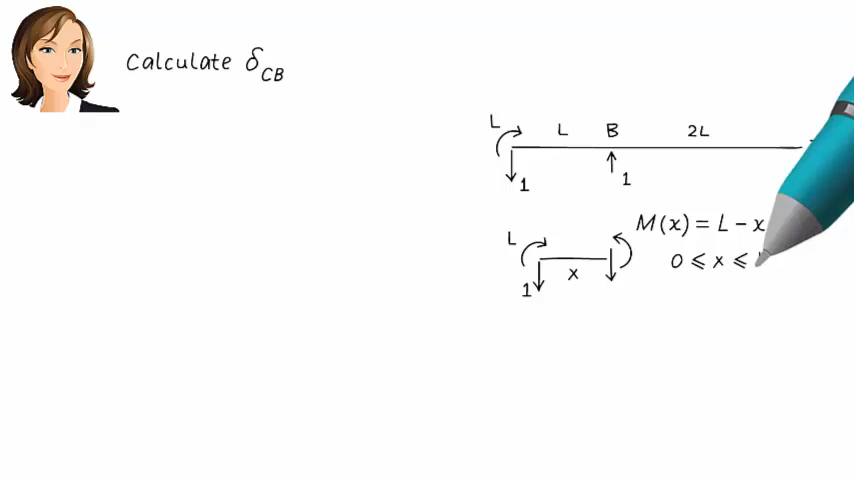 Calculate δ_CB
L L B 2L
1 1
M(x) = L - x
L
0 ≤ x ≤
x
1